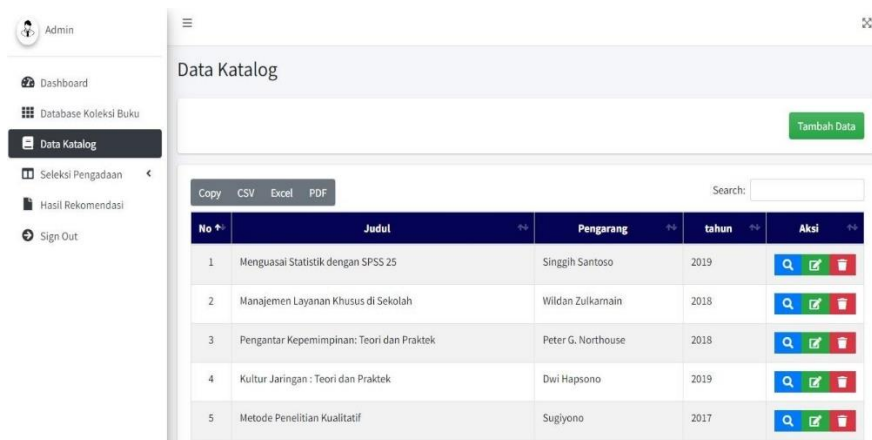 Admin
Dashboard
Database Koleksi Buku
Data Katalog
Seleksi Pengadaan
Hasil Rekomendasi
Sign Out
Data Katalog
Tambah Data
Copy CSV Excel PDF
Search:
No Judul Pengarang tahun Aksi
1 Menguasai Statistik dengan SPSS 25 Singgih Santoso 2019
2 Manajemen Layanan Khusus di Sekolah Wildan Zulkarnain 2018
3 Pengantar Kepemimpinan: Teori dan Praktek Peter G. Northouse 2018
4 Kultur Jaringan : Teori dan Praktek Dwi Hapsono 2019
5 Metode Penelitian Kualitatif Sugiyono 2017